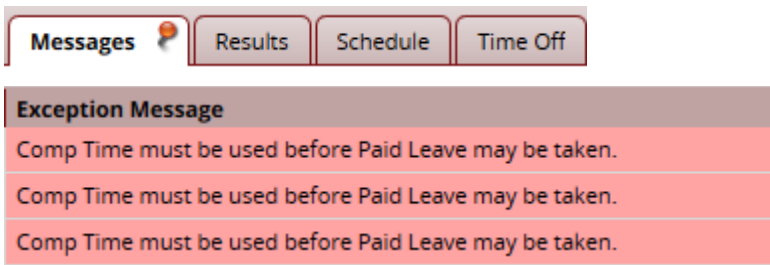 Messages Results Schedule Time Off
Exception Message
Comp Time must be used before Paid Leave may be taken.
Comp Time must be used before Paid Leave may be taken.
Comp Time must be used before Paid Leave may be taken.